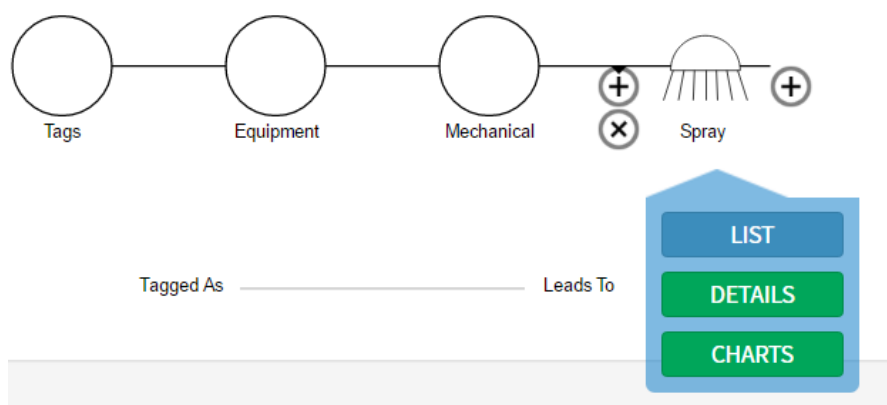 Tags Equipment Mechanical Spray
LIST
Tagged As Leads To
DETAILS
CHARTS